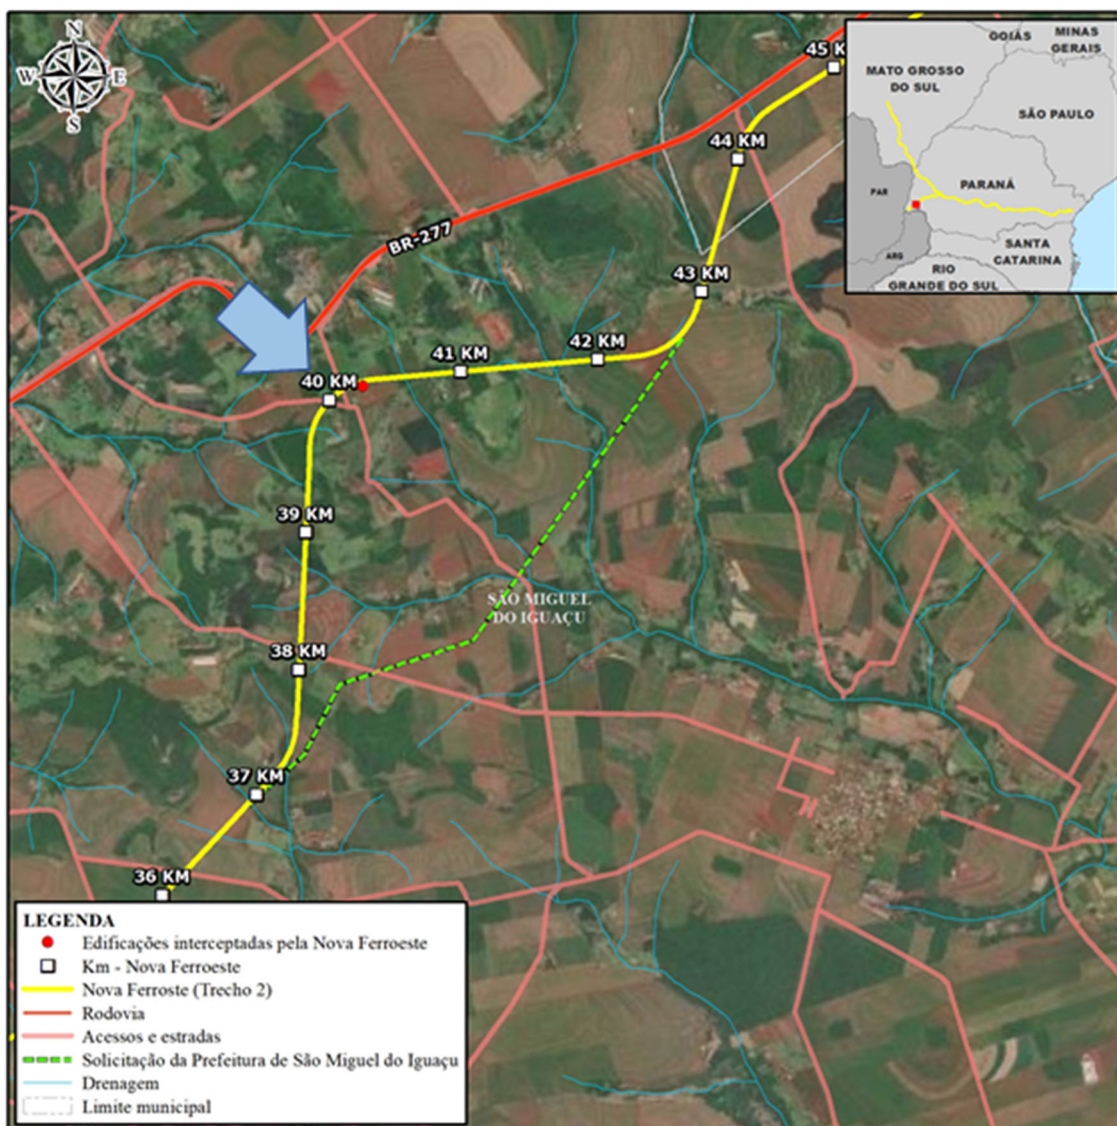 N
W
E
S
45 K
44 KM
BR-277
43 KM
42 KM
41 KM
40 KM
39 KM
SÃO MIGUEL
DO IGUAÇU
38 KM
37 KM
36 KM
GOIÁS
MINAS
GERAIS
MATO GROSSO
DO SUL
SÃO PAULO
PAR
PARANÁ
ARG
SANTA
CATARINA
RIO
GRANDE DO SUL
LEGENDA
Edificações interceptadas pela Nova Ferroeste
Km - Nova Ferroeste
Nova Ferroste (Trecho 2)
Rodovia
Acessos e estradas
Solicitação da Prefeitura de São Miguel do Iguaçu
Drenagem
Limite municipal